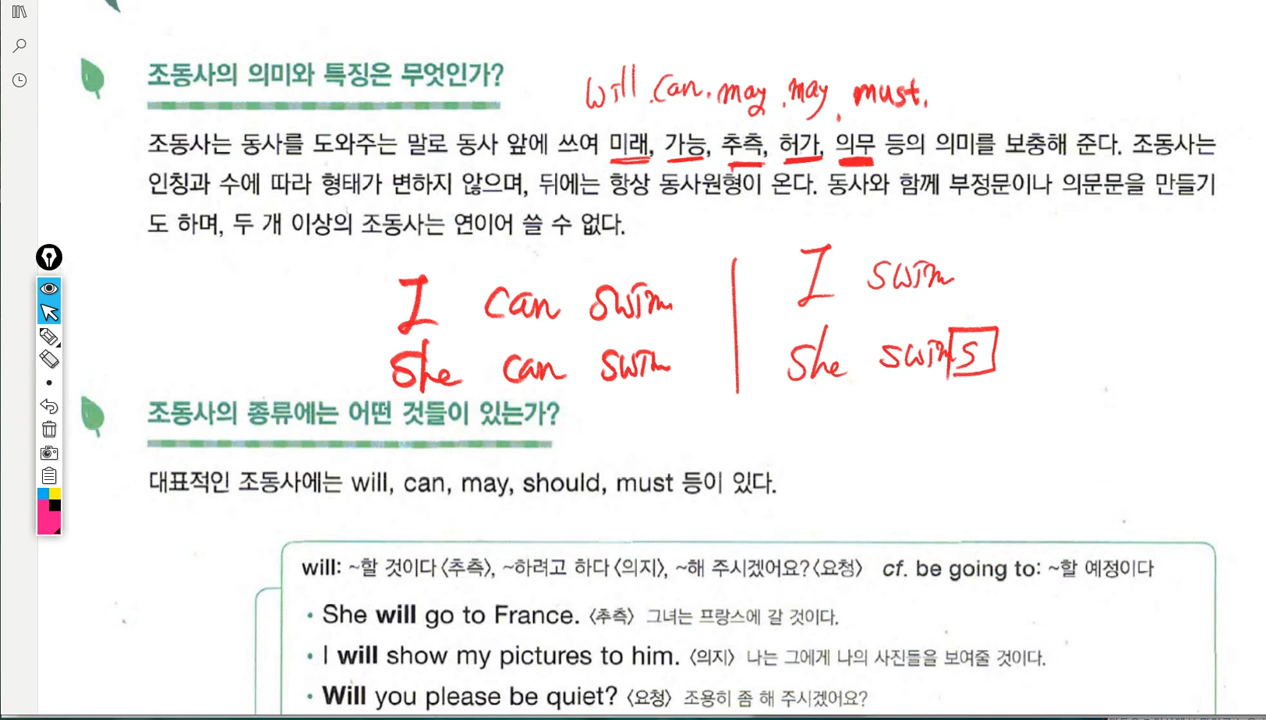 조동사의 의미와 특징은 무엇인가?
will. can. may. may. must.
조동사는 동사를 도와주는 말로 동사 앞에 쓰여 미래, 가능, 추측, 허가, 의무 등의 의미를 보충해 준다. 조동사는
인칭과 수에 따라 형태가 변하지 않으며, 뒤에는 항상 동사원형이 온다. 동사와 함께 부정문이나 의문문을 만들기
도 하며, 두 개 이상의 조동사는 연이어 쓸 수 없다.
I can swim
She can swim
I swim
She swims
조동사의 종류에는 어떤 것들이 있는가?
대표적인 조동사에는 will, can, may, should, must 등이 있다.
will: ~할 것이다〈추측〉, ~하려고 하다〈의지〉, ~해 주시겠어요?〈요청〉 cf. be going to: ~할 예정이다
• She will go to France. 〈추측〉 그녀는 프랑스에 갈 것이다.
• I will show my pictures to him. 〈의지〉 나는 그에게 나의 사진들을 보여줄 것이다.
• Will you please be quiet? 〈요청〉 조용히 좀 해 주시겠어요?